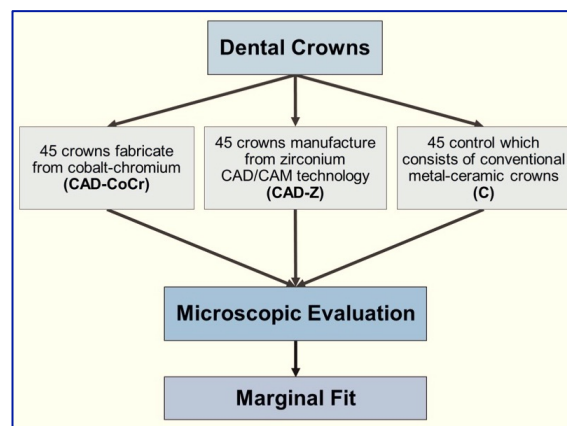 Dental Crowns
45 crowns fabricate
from cobalt-chromium
(CAD-CoCr)
45 crowns manufacture
from zirconium
CAD/CAM technology
(CAD-Z)
45 control which
consists of conventional
metal-ceramic crowns
(C)
Microscopic Evaluation
Marginal Fit